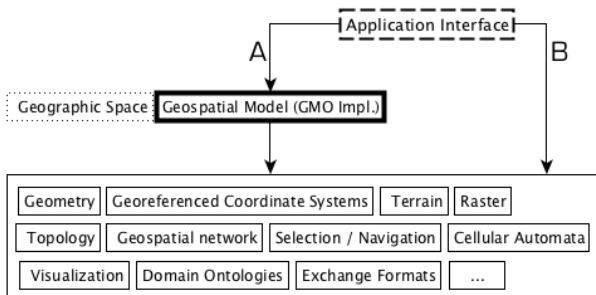 Application Interface
A
B
Geographic Space
Geospatial Model (GMO Impl.)
Geometry
Georeferenced Coordinate Systems
Terrain
Raster
Topology
Geospatial network
Selection / Navigation
Cellular Automata
Visualization
Domain Ontologies
Exchange Formats
...